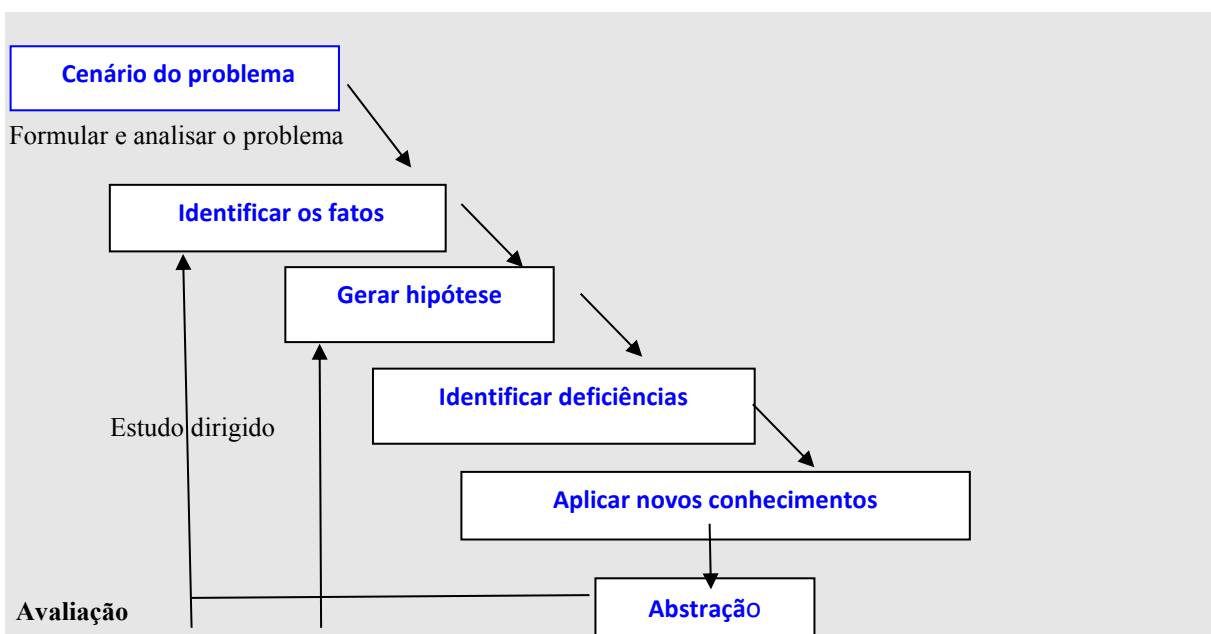 Cenário do problema
Formular e analisar o problema
Identificar os fatos
Gerar hipótese
Identificar deficiências
Estudo dirigido
Aplicar novos conhecimentos
Abstração
Avaliação